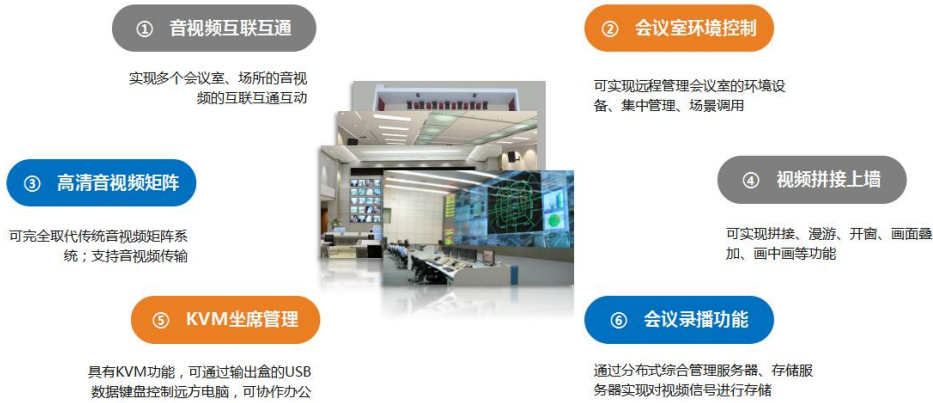 ① 音视频互联互通
实现多个会议室、场所的音视
频的互联互通互动
② 会议室环境控制
可实现远程管理会议室的环境设
备、集中管理、场景调用
③ 高清音视频矩阵
可完全取代传统音视频矩阵系
统；支持音视频传输
④ 视频拼接上墙
可实现拼接、漫游、开窗、画面叠
加、画中画等功能
⑤ KVM坐席管理
具有KVM功能，可通过输出盒的USB
数据键盘控制远方电脑，可协作办公
⑥ 会议录播功能
通过分布式综合管理服务器、存储服
务器实现对视频信号进行存储